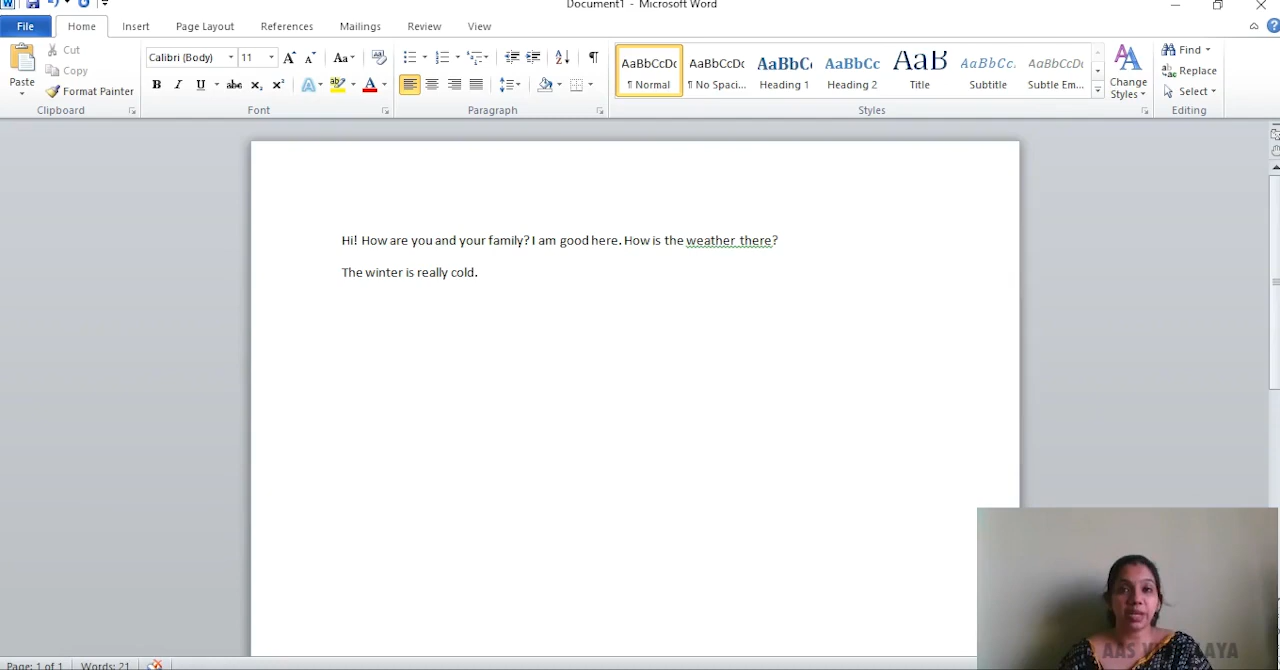 Document1 - Microsoft Word
File Home Insert Page Layout References Mailings Review View
Paste
Cut
Copy
Format Painter
Clipboard
Calibri (Body) 11
Font
Paragraph
AaBbCcDc AaBbCcDc AaBbCc AaBbCc AaB AaBbCc. AaBbCcDc
¶ Normal ¶ No Spaci... Heading 1 Heading 2 Title Subtitle Subtle Em...
Styles
Change
Styles
Find
Replace
Select
Editing
Hi! How are you and your family? I am good here. How is the weather there?
The winter is really cold.
Page: 1 of 1 Words: 21